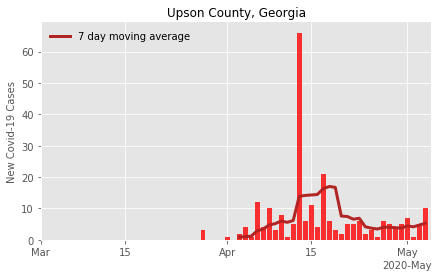 Upson County, Georgia
7 day moving average
New Covid-19 Cases
60
50
40
30
20
10
0
Mar
15
Apr
15
May
2020-May